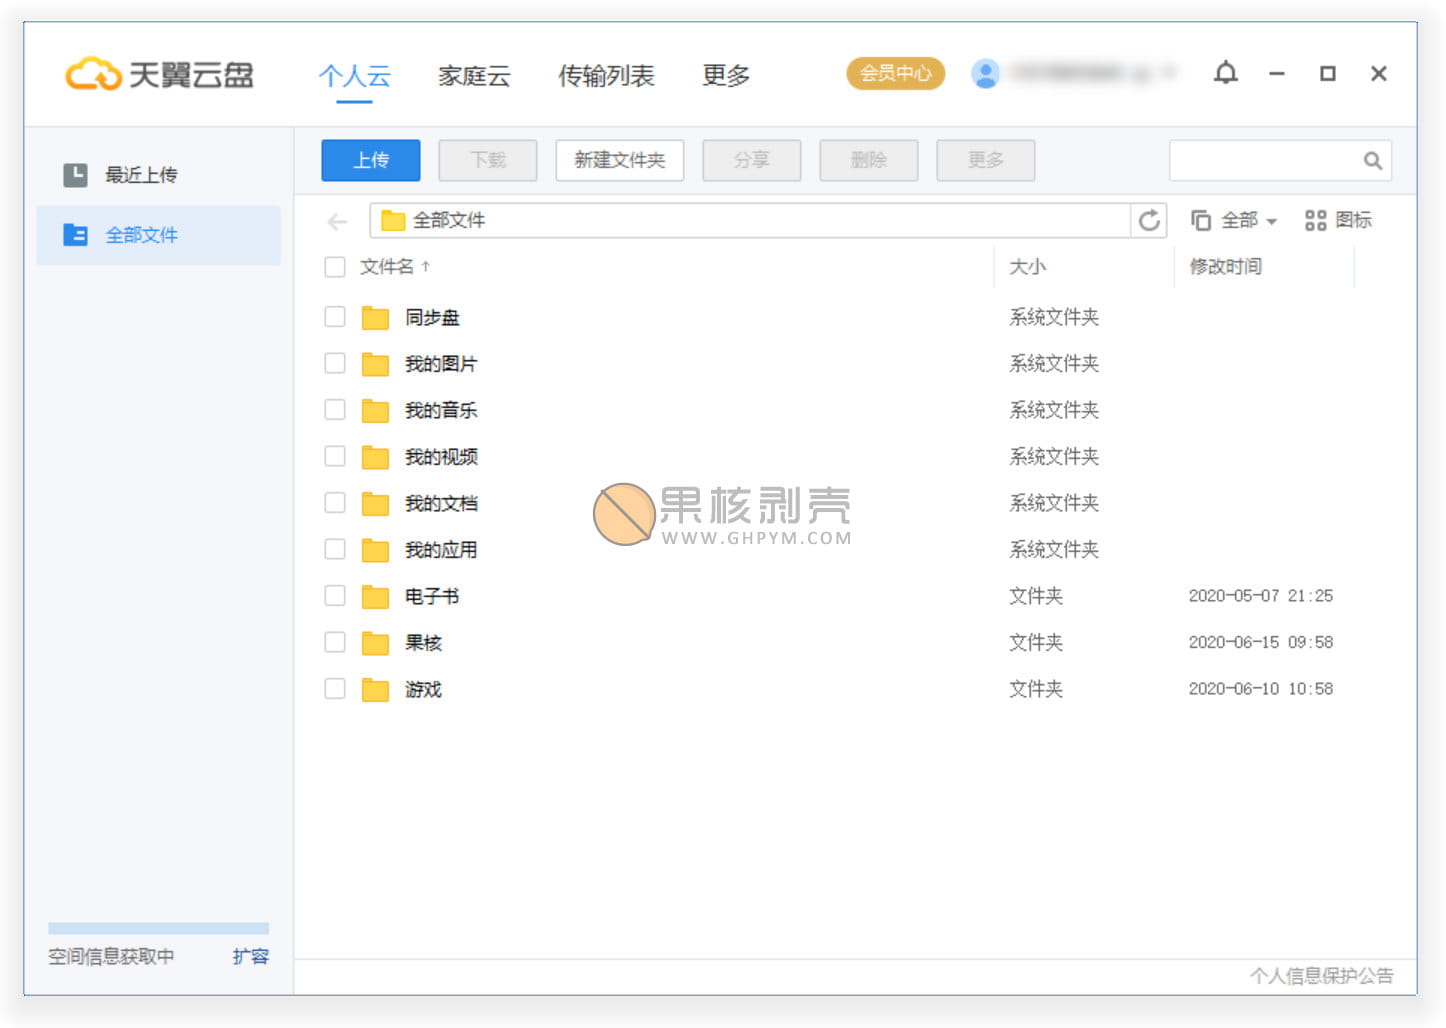 天翼云盘 个人云 家庭云 传输列表 更多 会员中心
最近上传
全部文件
上传 下载 新建文件夹 分享 删除 更多
全部文件 全部 图标
文件名↑ 大小 修改时间
同步盘 系统文件夹
我的图片 系统文件夹
我的音乐 系统文件夹
我的视频 系统文件夹
我的文档 系统文件夹
我的应用 系统文件夹
电子书 文件夹 2020-05-07 21:25
果核 文件夹 2020-06-15 09:58
游戏 文件夹 2020-06-10 10:58
果核剥壳
WWW.GHPYM.COM
空间信息获取中 扩容
个人信息保护公告